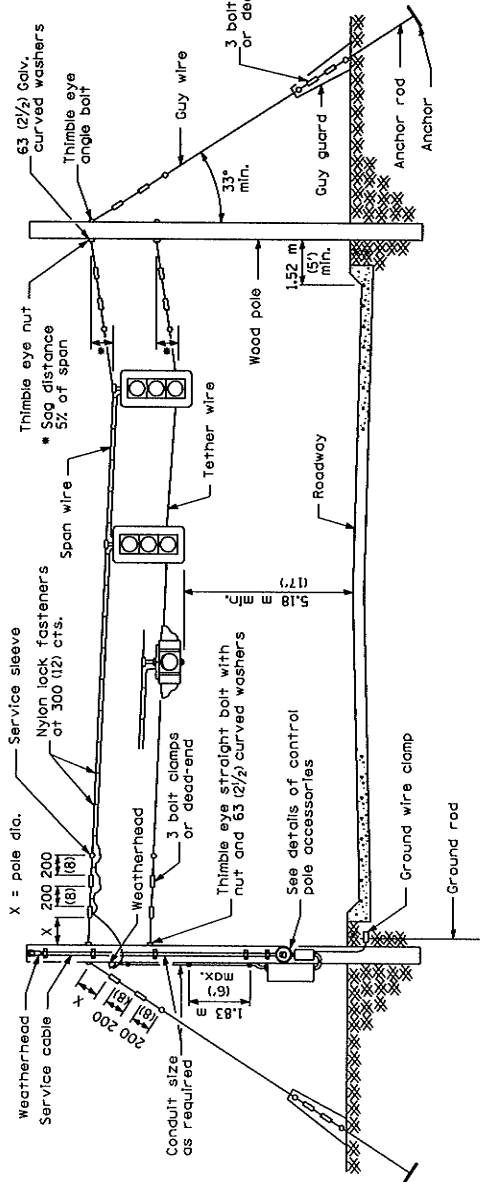 Weatherhead
Service cable
X = pole dia.
X
200 200
(8) (8)
Service sleeve
Nylon lock fasteners
at 300 (12) cts.
Span wire
Thimble eye nut
* Sag distance
5% of span
63 (2½) Galv.
curved washers
Thimble eye
angle bolt
*
*
Guy wire
33°
min.
3 bolt
Guy guard
Anchor rod
Anchor
Wood pole
1.52 m
(5')
min.
Tether wire
Roadway
5.18 m min.
(17')
Weatherhead
3 bolt clamps
or dead-end
Thimble eye straight bolt with
nut and 63 (2½) curved washers
See details of control
pole accessories
Ground wire clamp
Ground rod
X
200 200
(8) (8)
1.83
m
(6')
max.
Conduit size
as required